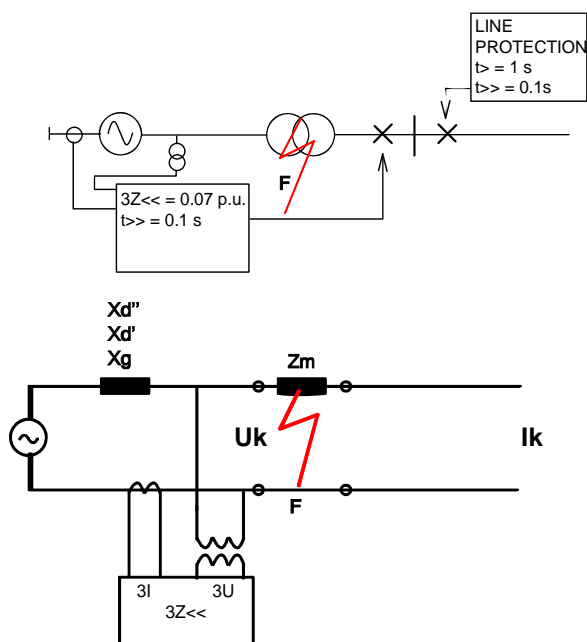 LINE
PROTECTION
t> = 1 s
t>> = 0.1s
F
3Z<< = 0.07 p.u.
t>> = 0.1 s
Xd''
Xd'
Xg
Zm
Uk
Ik
F
3I 3U
3Z<<